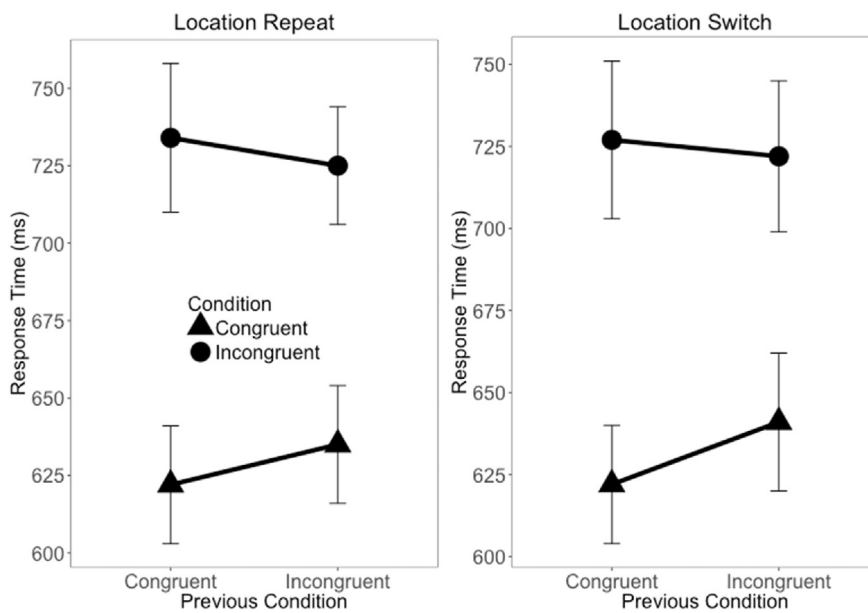 Location Repeat
Response Time (ms)
750
725
700
675
650
625
600
Condition
Congruent
Incongruent
Congruent Incongruent
Previous Condition
Location Switch
Response Time (ms)
750
725
700
675
650
625
600
Congruent Incongruent
Previous Condition